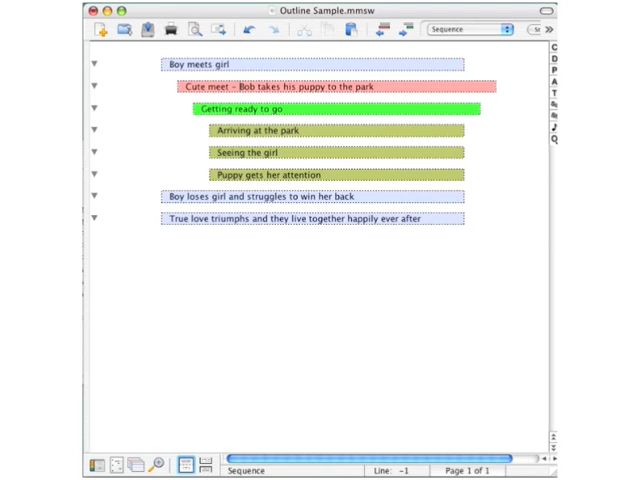 Outline Sample.mmsw
Sequence
C
D
P
A
T
Q
Boy meets girl
Cute meet - Bob takes his puppy to the park
Getting ready to go
Arriving at the park
Seeing the girl
Puppy gets her attention
Boy loses girl and struggles to win her back
True love triumphs and they live together happily ever after
Sequence
Line: -1
Page 1 of 1